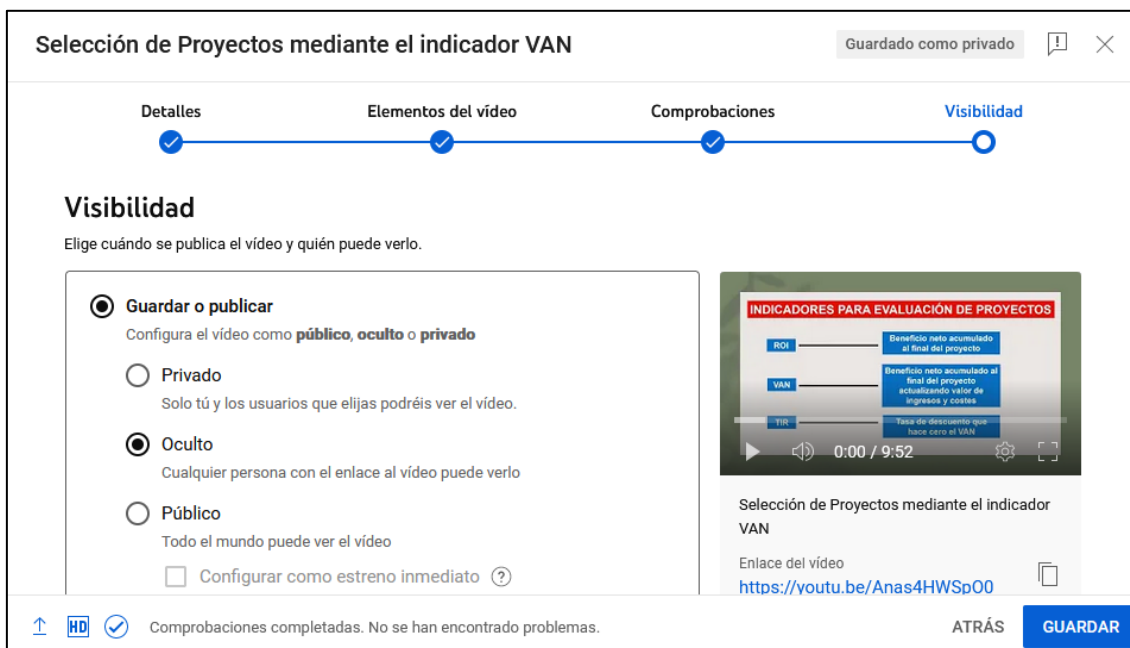 Selección de Proyectos mediante el indicador VAN
Guardado como privado
Detalles
Elementos del vídeo
Comprobaciones
Visibilidad
Visibilidad
Elige cuándo se publica el vídeo y quién puede verlo.
Guardar o publicar
Configura el vídeo como público, oculto o privado
Privado
Solo tú y los usuarios que elijas podréis ver el vídeo.
Oculto
Cualquier persona con el enlace al vídeo puede verlo
Público
Todo el mundo puede ver el vídeo
Configurar como estreno inmediato ?
INDICADORES PARA EVALUACIÓN DE PROYECTOS
ROI
Beneficio neto acumulado
al final del proyecto
VAN
Beneficio neto acumulado al
final del proyecto
actualizando valor de
ingresos y costes
TIR
Tasa de descuento que
hace cero el VAN
0:00 / 9:52
Selección de Proyectos mediante el indicador
VAN
Enlace del vídeo
https://youtu.be/Anas4HWSpO0
HD
Comprobaciones completadas. No se han encontrado problemas.
ATRÁS
GUARDAR